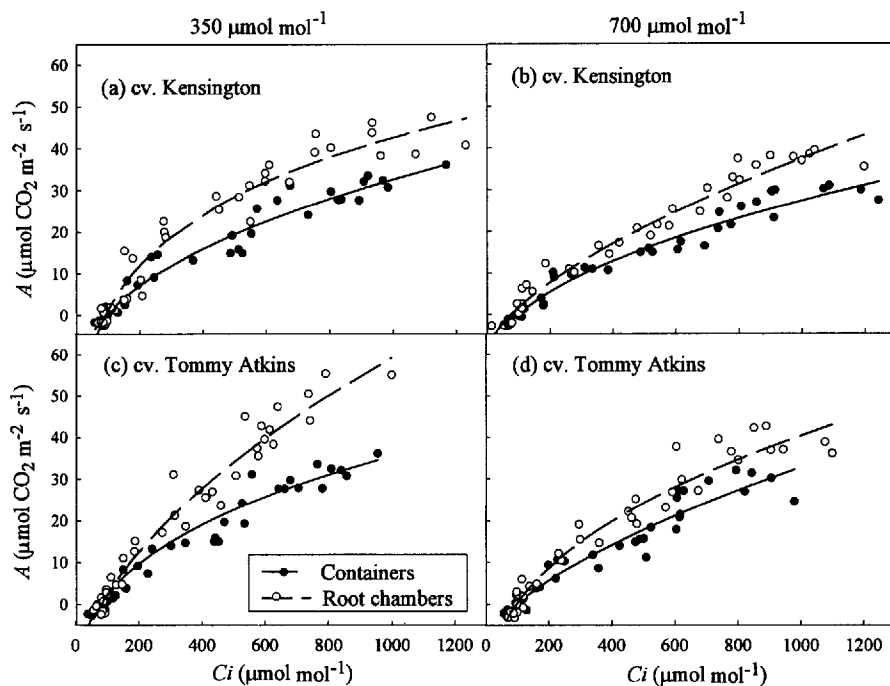 350 µmol mol⁻¹
700 µmol mol⁻¹
60
50
40
30
20
10
0
A (µmol CO₂ m⁻² s⁻¹)
(a) cv. Kensington
(b) cv. Kensington
60
50
40
30
20
10
0
A (µmol CO₂ m⁻² s⁻¹)
(c) cv. Tommy Atkins
(d) cv. Tommy Atkins
Containers
Root chambers
0 200 400 600 800 1000 1200
0 200 400 600 800 1000 1200
Ci (µmol mol⁻¹)
Ci (µmol mol⁻¹)